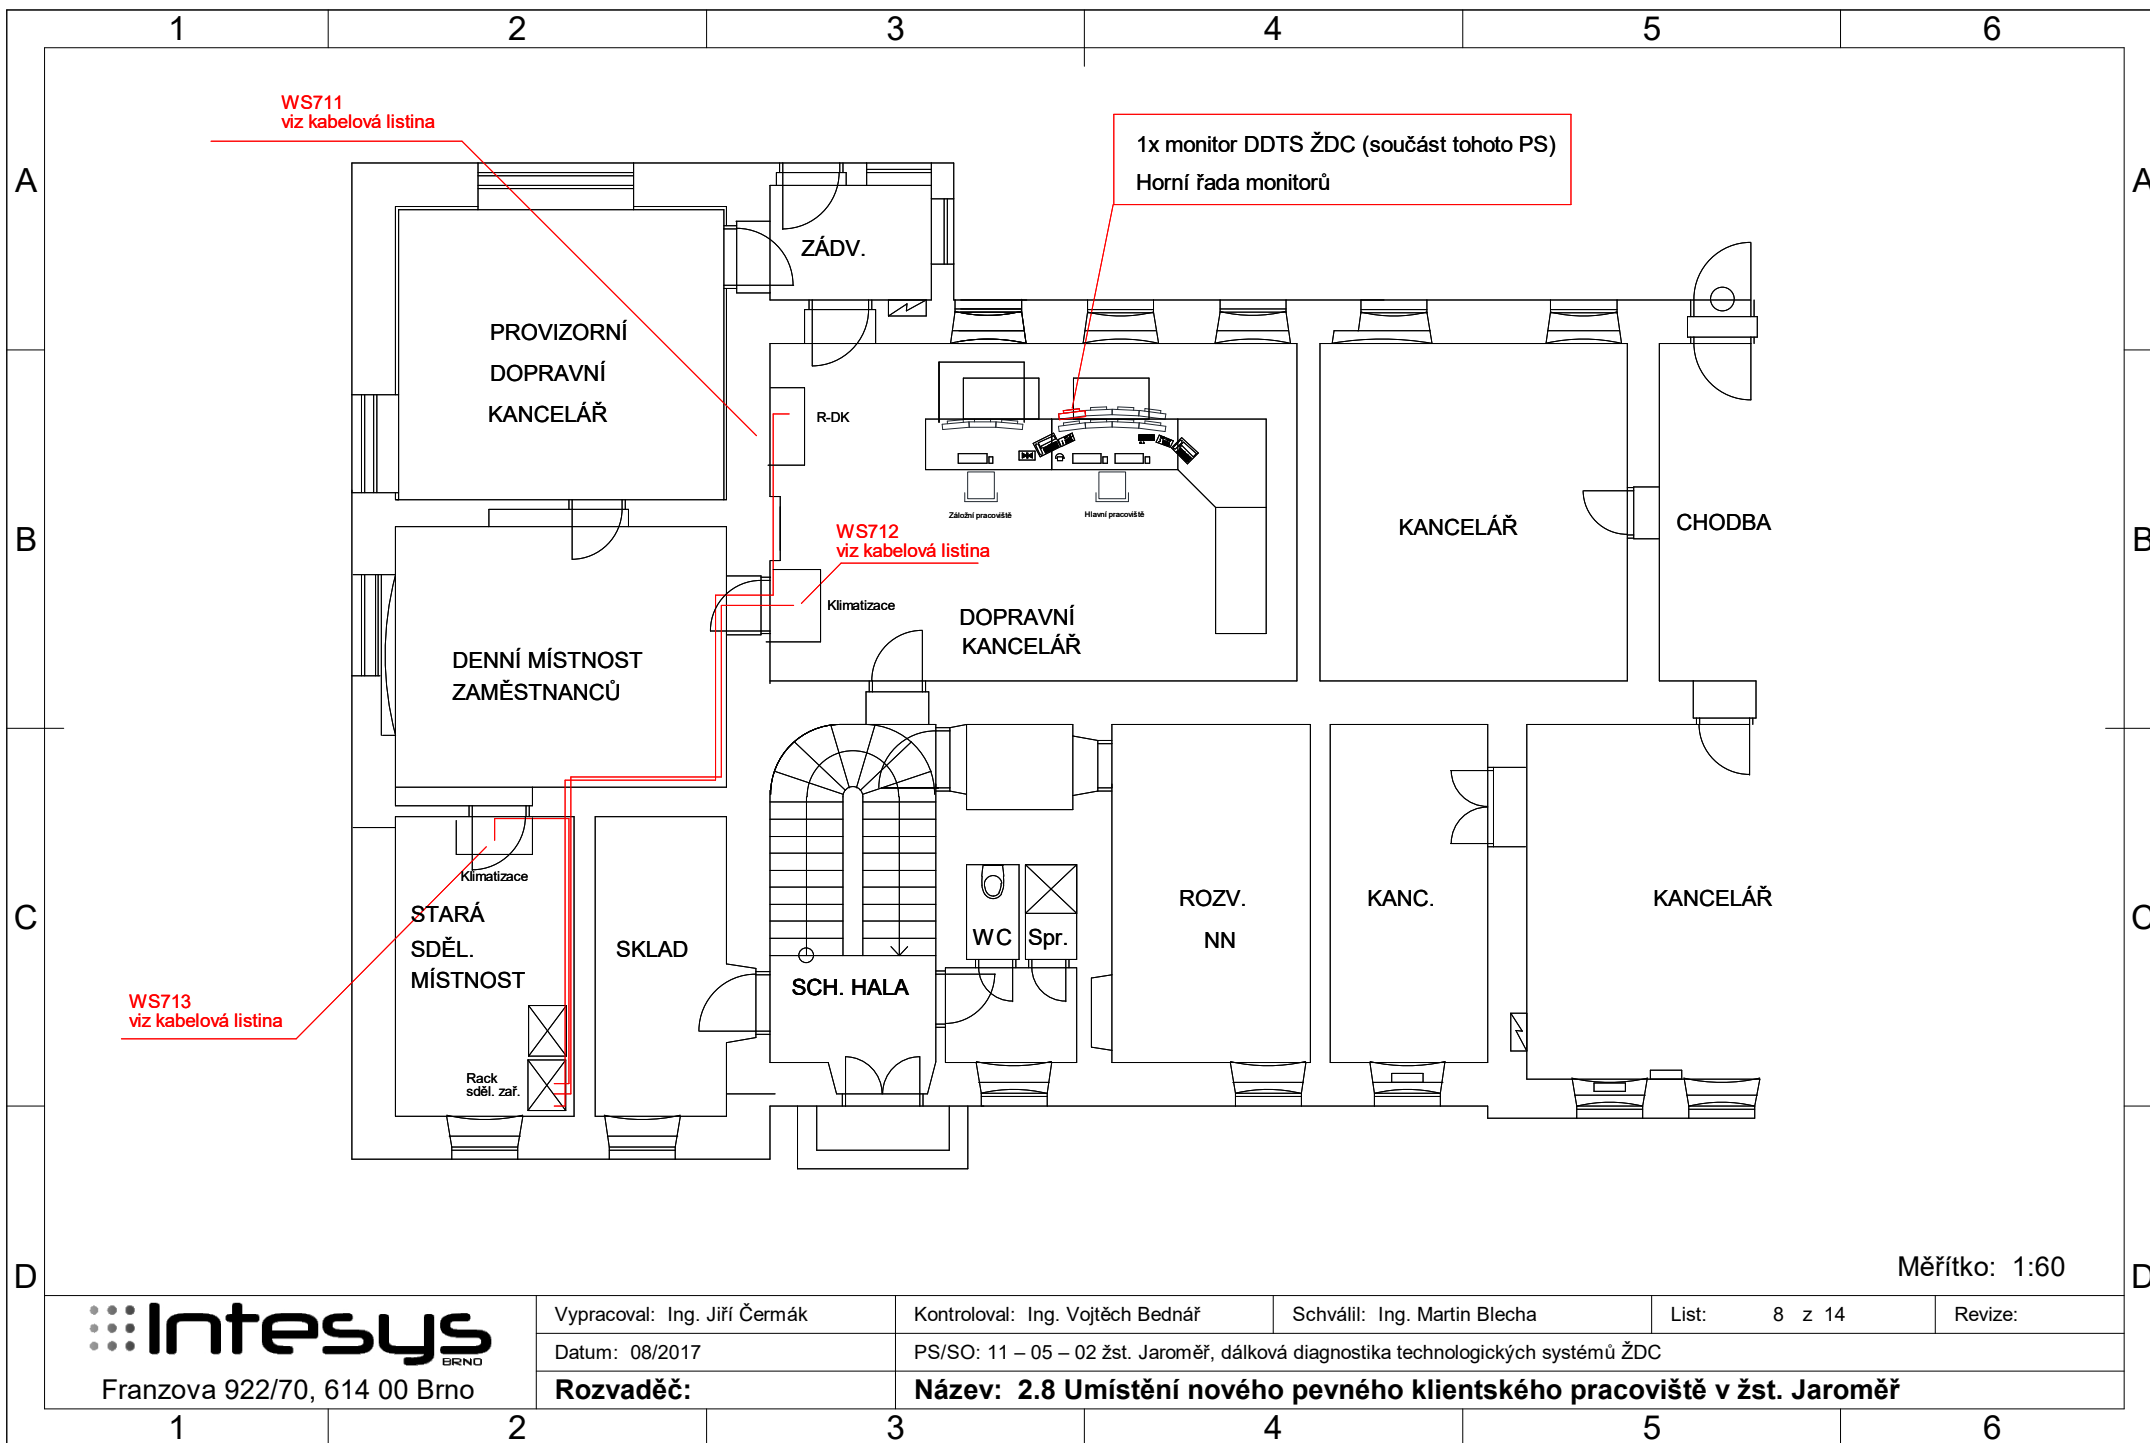 1 2 3 4 5 6
WS711
viz kabelová listina
1x monitor DDTS ŽDC (součást tohoto PS)
Horní řada monitorů
A A
ZÁDV.
PROVIZORNÍ
DOPRAVNÍ
KANCELÁŘ
R-DK
Záložní pracoviště Hlavní pracoviště
B B
WS712
viz kabelová listina
KANCELÁŘ
CHODBA
Klimatizace
DOPRAVNÍ
KANCELÁŘ
DENNÍ MÍSTNOST
ZAMĚSTNANCŮ
Klimatizace
C C
STARÁ
SDĚL.
MÍSTNOST
SKLAD
SCH. HALA
WC
Spr.
ROZV.
NN
KANC.
KANCELÁŘ
WS713
viz kabelová listina
Rack
sděl. zař.
Měřítko: 1:60
D D
Intesys
BRNO
Franzova 922/70, 614 00 Brno
Vypracoval: Ing. Jiří Čermák
Kontroloval: Ing. Vojtěch Bednář
Schválil: Ing. Martin Blecha
List: 8 z 14
Revize:
Datum: 08/2017
PS/SO: 11 – 05 – 02 žst. Jaroměř, dálková diagnostika technologických systémů ŽDC
Rozvaděč:
Název: 2.8 Umístění nového pevného klientského pracoviště v žst. Jaroměř
1 2 3 4 5 6